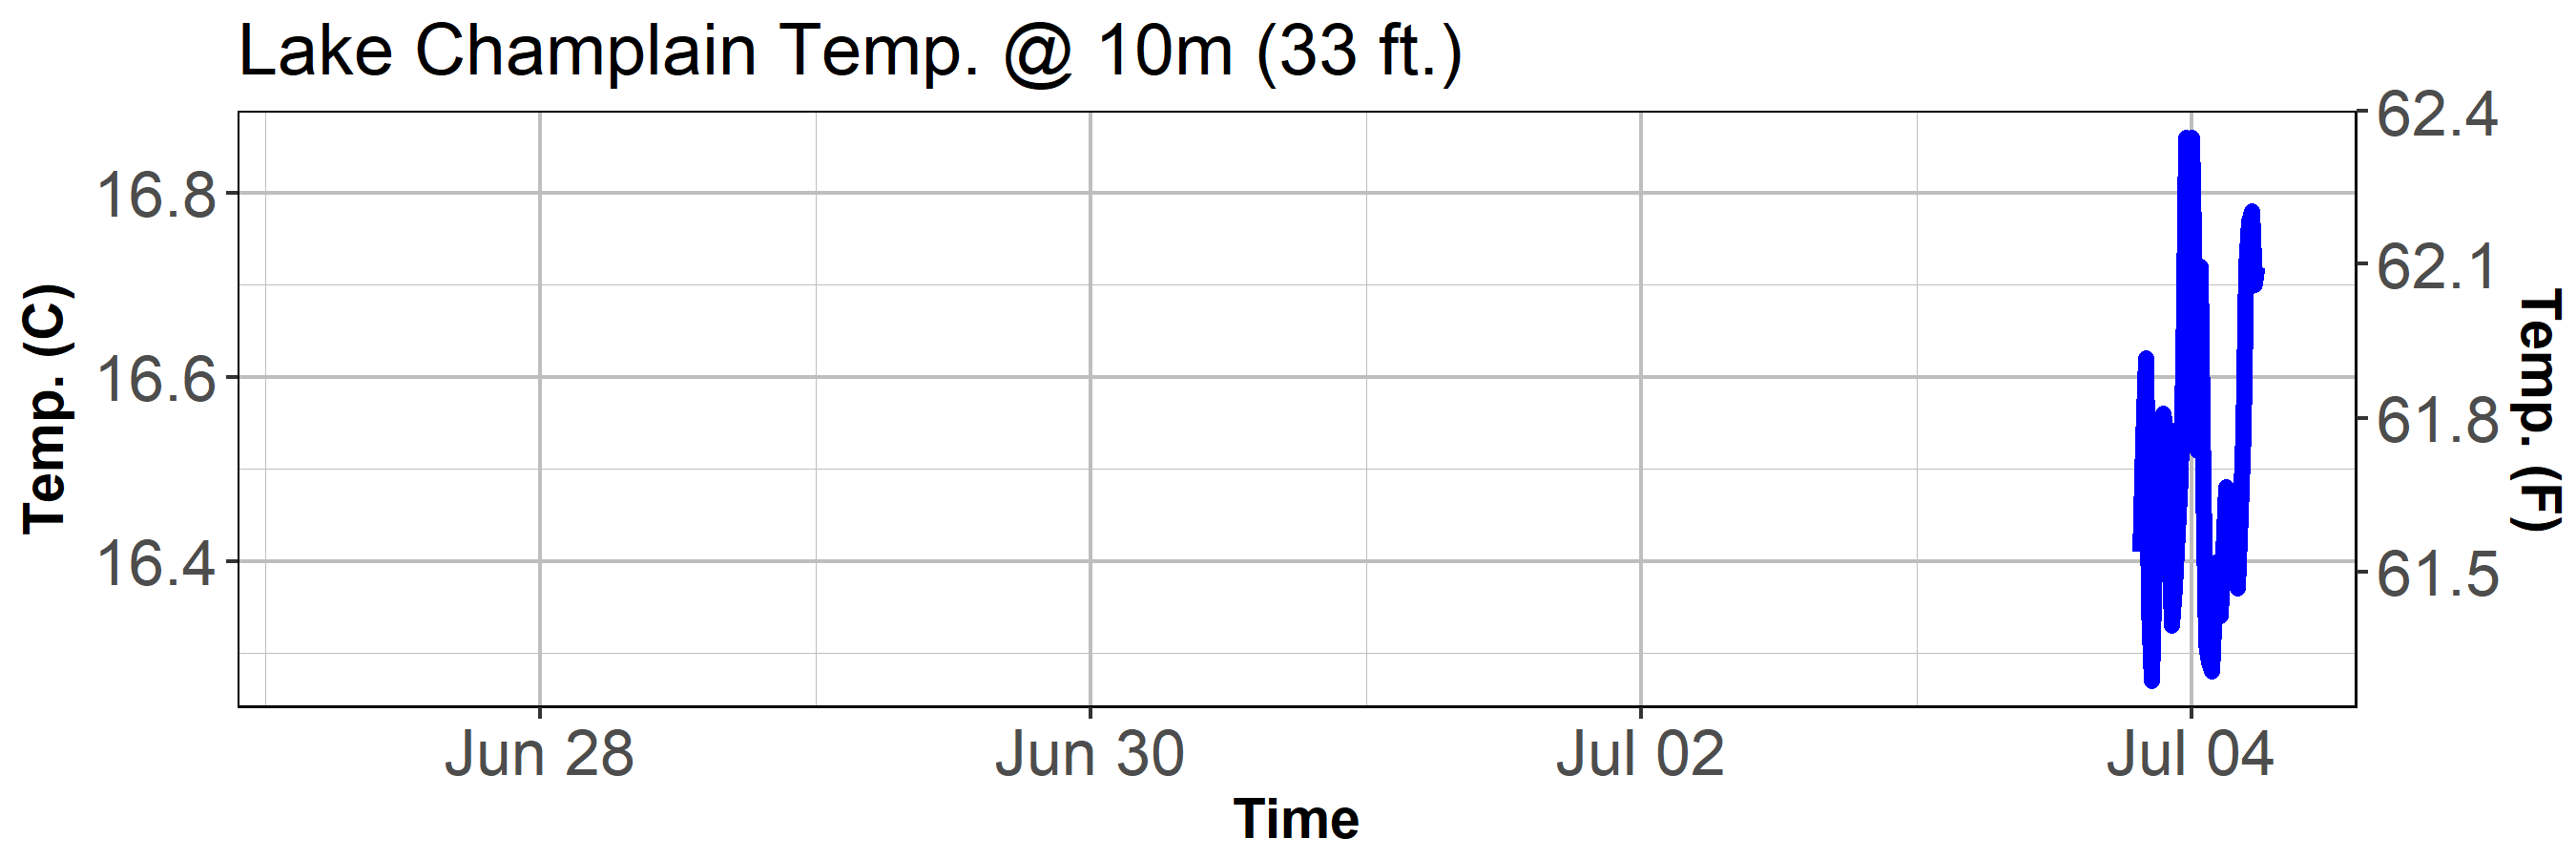 Lake Champlain Temp. @ 10m (33 ft.)
62.4
16.8
62.1
Temp. (C)
Temp. (F)
16.6
61.8
16.4
61.5
Jun 28 Jun 30 Jul 02 Jul 04
Time